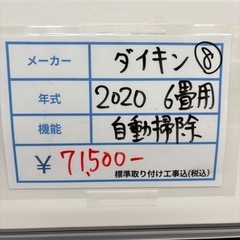 メーカー ダイキン ⑧
年式 2020 6畳用
機能 自動掃除
¥ 71,500-
標準取り付け工事込(税込)